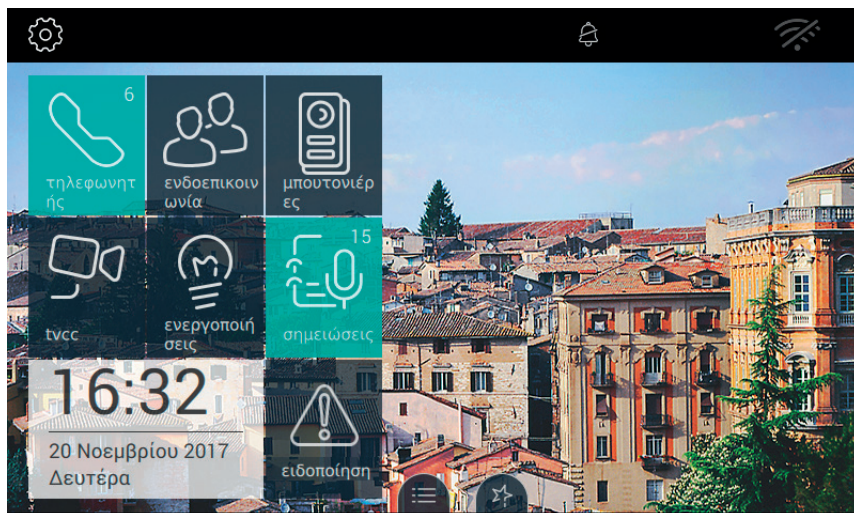 6
τηλεφωνητ
ής
ενδοεπικοιν
ωνία
μπουτονιέρ
ες
tvcc
ενεργοποιή
σεις
15
σημειώσεις
16:32
20 Νοεμβρίου 2017
Δευτέρα
ειδοποίηση